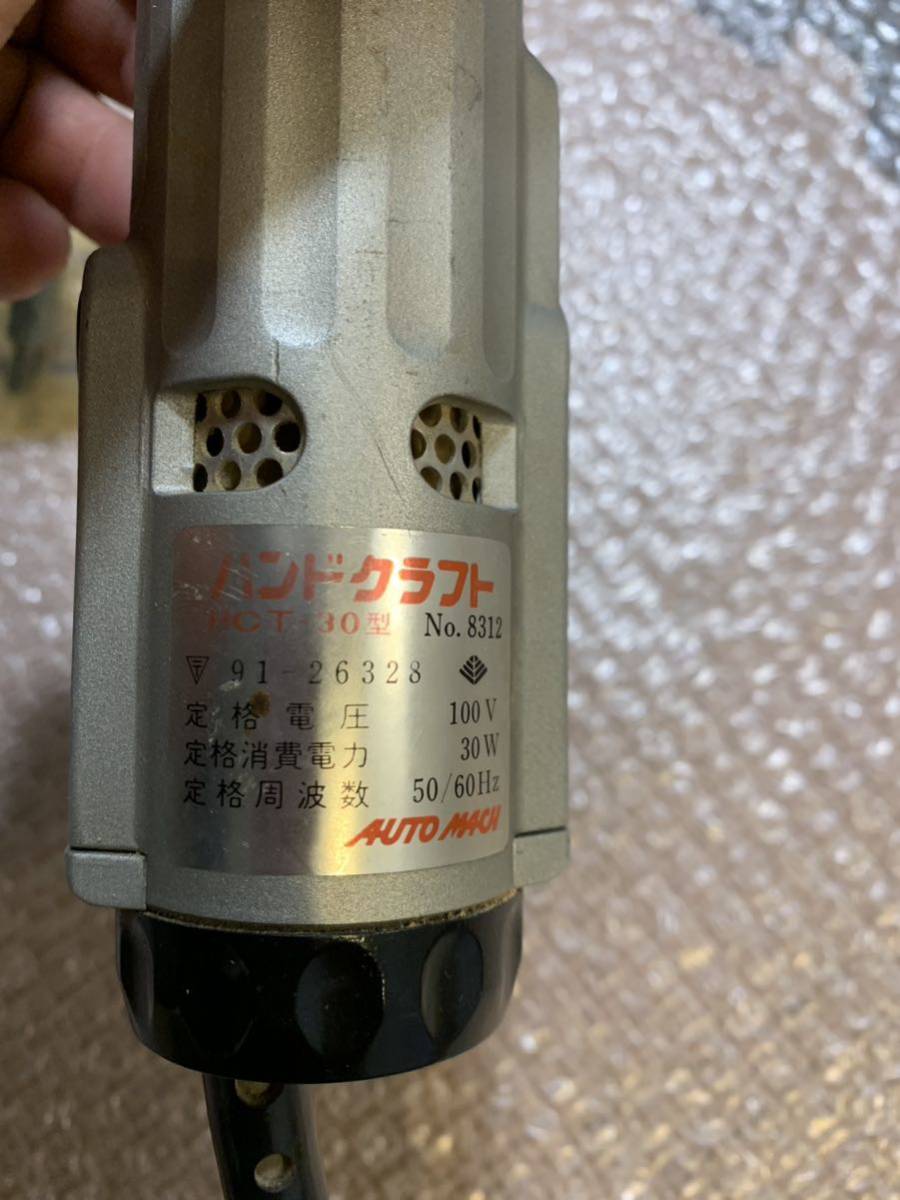 ハンドクラフト
HCT-30型 No. 8312
〒 91-26328
定格電圧 100V
定格消費電力 30W
定格周波数 50/60Hz
AUTO MACH